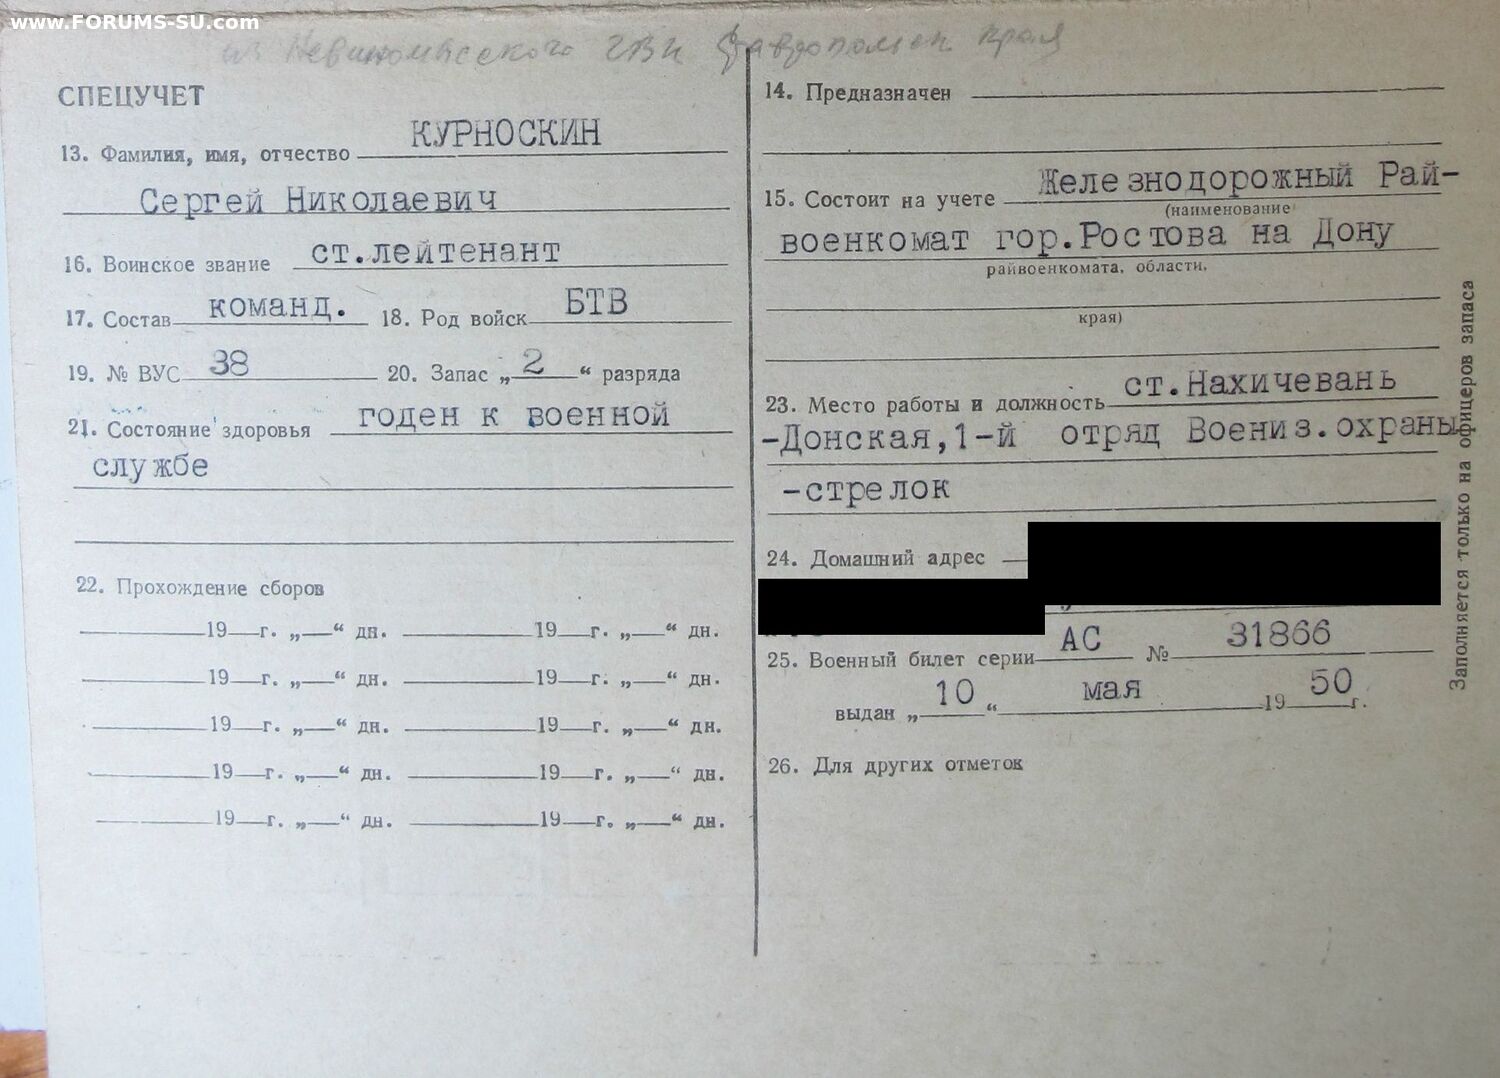 www.FORUMS-SU.com
из Невиномысского ГВК Ставропольск края
СПЕЦУЧЕТ
13. Фамилия, имя, отчество КУРНОСКИН
Сергей Николаевич
16. Воинское звание ст.лейтенант
17. Состав команд. 18. Род войск БТВ
19. № ВУС 38 20. Запас „2“ разряда
21. Состояние здоровья годен к военной
службе
22. Прохождение сборов
19 г. „ “ дн. 19 г. „ “ дн.
19 г. „ “ дн. 19 г. „ “ дн.
19 г. „ “ дн. 19 г. „ “ дн.
19 г. „ “ дн. 19 г. „ “ дн.
19 г. „ “ дн. 19 г. „ “ дн.
14. Предназначен
15. Состоит на учете Железнодорожный Рай-
(наименование
военкомат гор.Ростова на Дону
райвоенкомата, области,
края)
23. Место работы и должность ст.Нахичевань
-Донская,1-й отряд Воениз.охраны
-стрелок
24. Домашний адрес
25. Военный билет серии АС № 31866
выдан „10“ мая 1950 г.
26. Для других отметок
Заполняется только на офицеров запаса